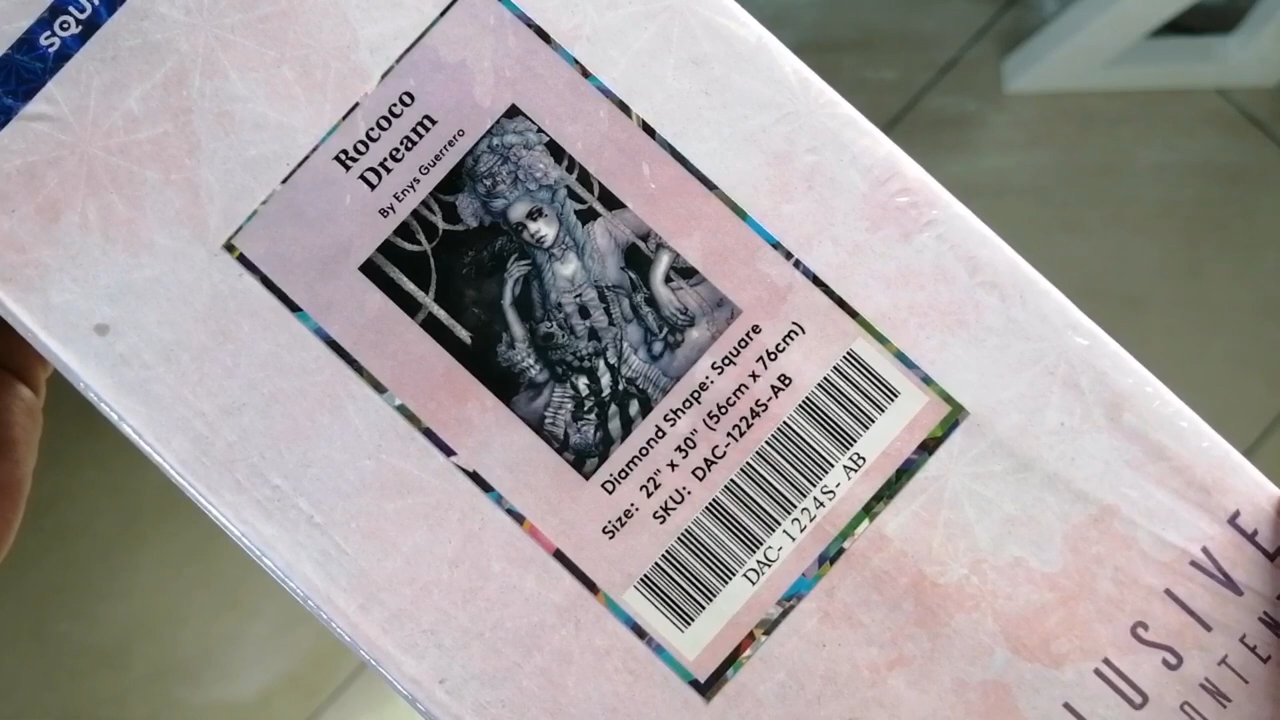 SQU
Rococo
Dream
By Enys Guerrero
Diamond Shape: Square
Size: 22" x 30" (56cm x 76cm)
SKU: DAC-1224S-AB
DAC- 1224S- AB
LUSIVE
ONTEN